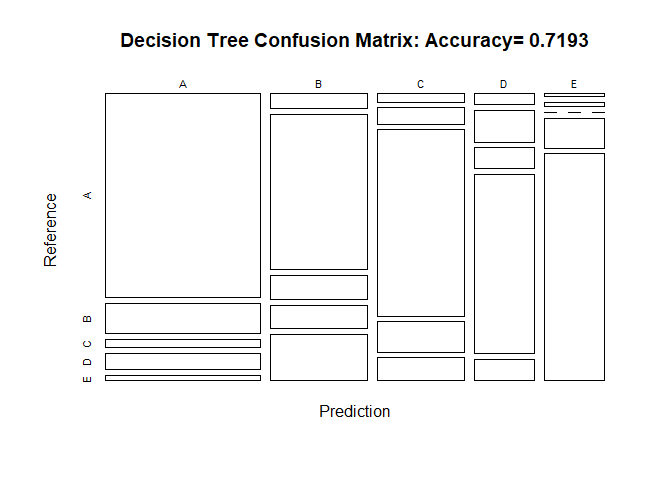 Decision Tree Confusion Matrix: Accuracy= 0.7193
A B C D E
Reference
A
B
C
D
E
Prediction